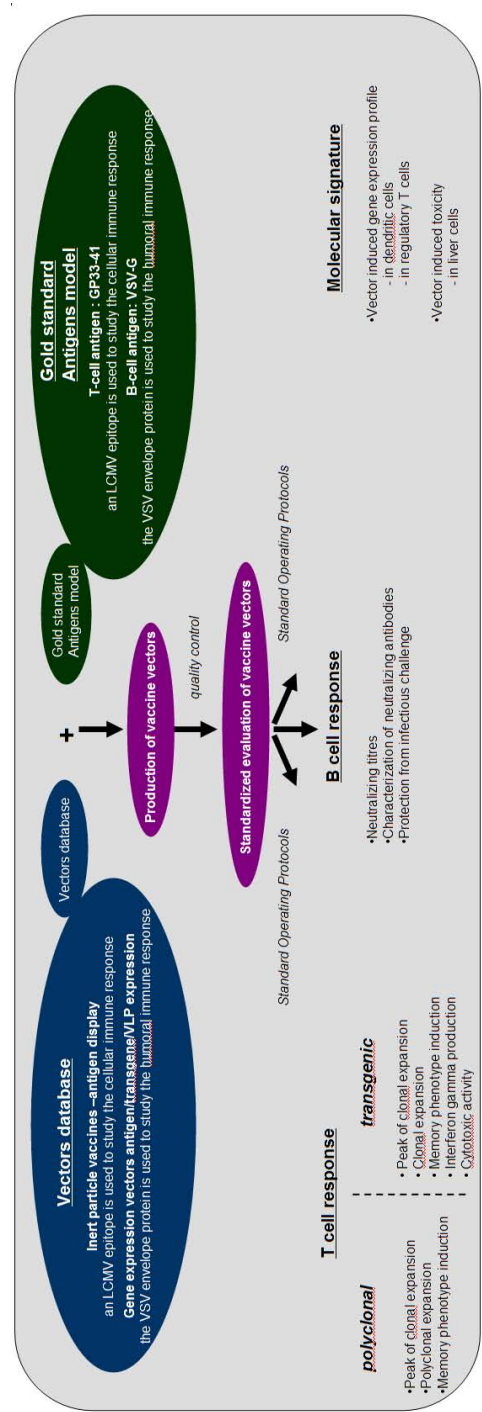 Vectors database
Inert particle vaccines –antigen display
an LCMV epitope is used to study the cellular immune response
Gene expression vectors antigen/transgene/VLP expression
the VSV envelope protein is used to study the humoral immune response
Vectors database
+
Gold standard
Antigens model
Gold standard
Antigens model
T-cell antigen : GP33-41
an LCMV epitope is used to study the cellular immune response
B-cell antigen: VSV-G
the VSV envelope protein is used to study the humoral immune response
Production of vaccine vectors
quality control
Standardized evaluation of vaccine vectors
Standard Operating Protocols
Standard Operating Protocols
T cell response
polyclonal
•Peak of clonal expansion
•Polyclonal expansion
•Memory phenotype induction
transgenic
• Peak of clonal expansion
• Clonal expansion
• Memory phenotype induction
• Interferon gamma production
• Cytotoxic activity
B cell response
•Neutralizing titres
•Characterization of neutralizing antibodies
•Protection from infectious challenge
Molecular signature
•Vector induced gene expression profile
- in dendritic cells
- in regulatory T cells
•Vector induced toxicity
- in liver cells